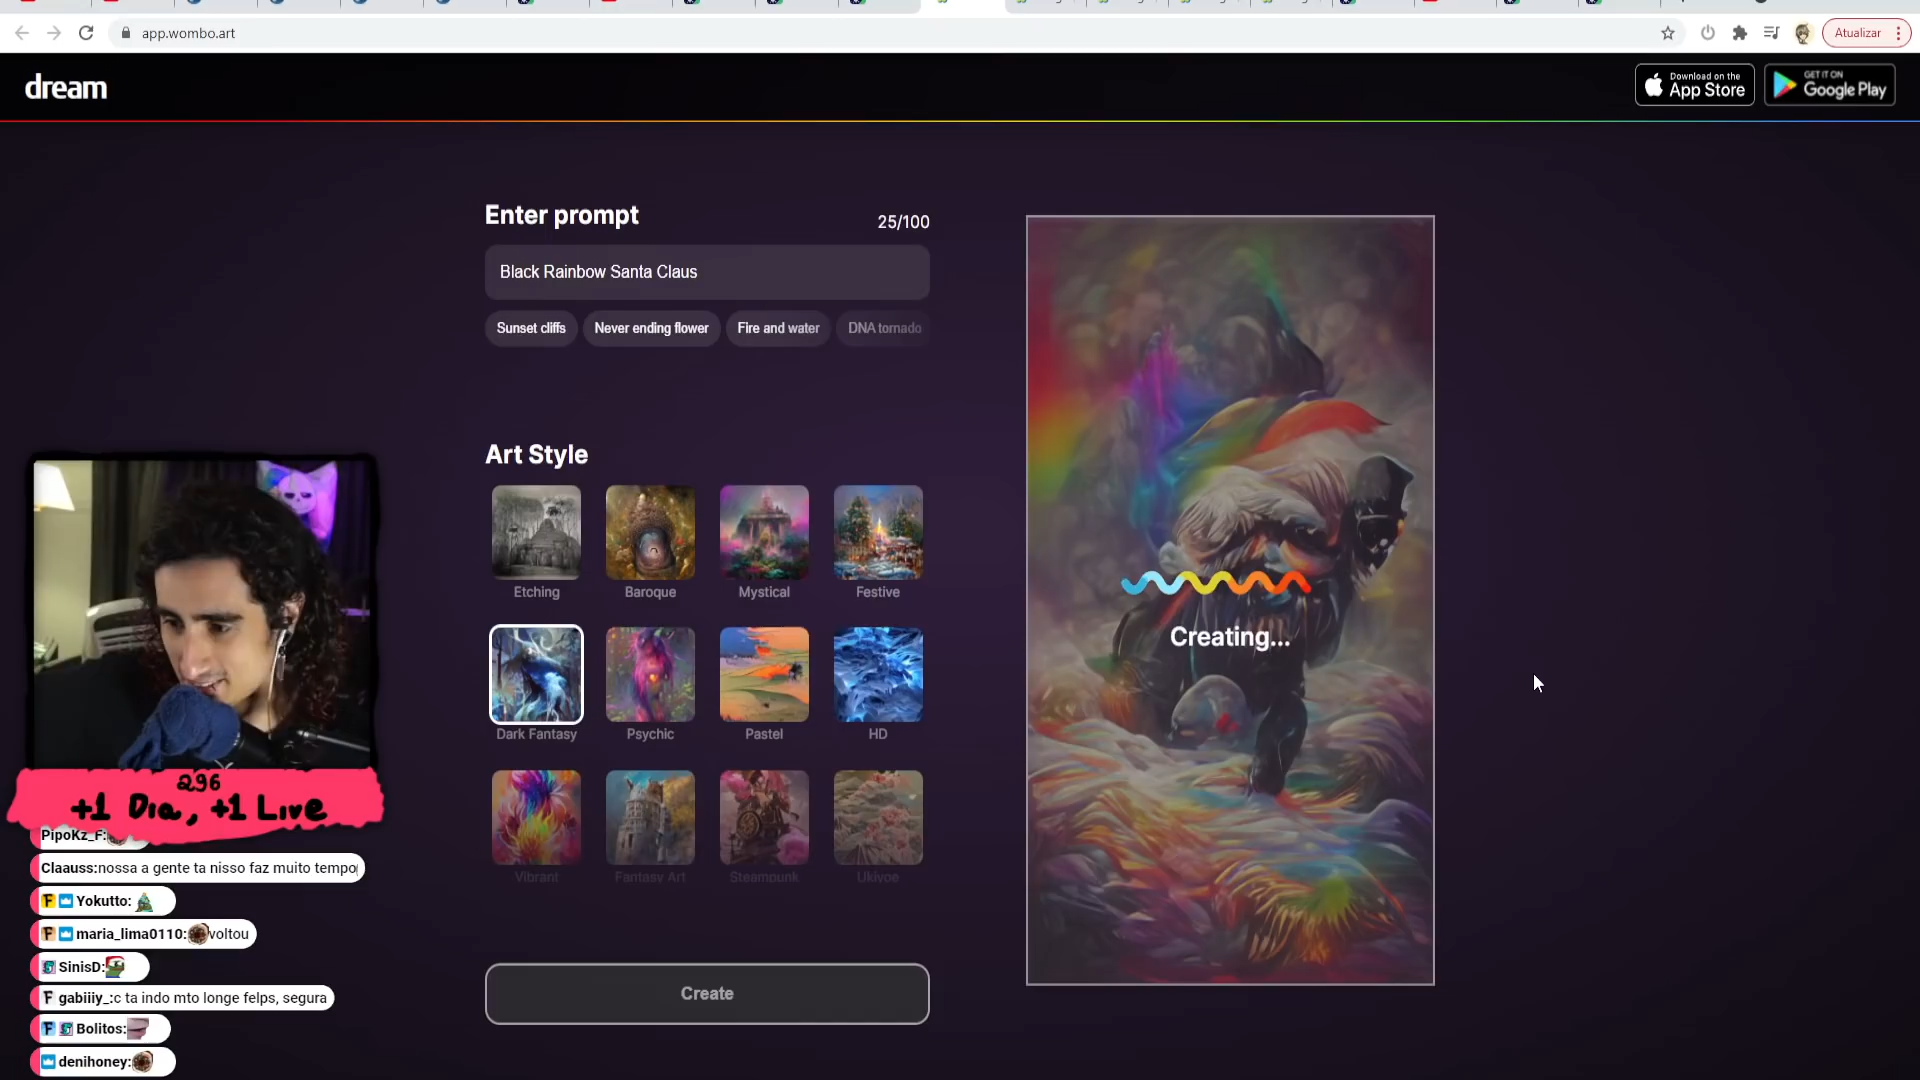 app.wombo.art
Atualizar
dream
Download on the
App Store
GET IT ON
Google Play
Enter prompt
25/100
Black Rainbow Santa Claus
Sunset cliffs
Never ending flower
Fire and water
DNA tornado
Art Style
Etching
Baroque
Mystical
Festive
Dark Fantasy
Psychic
Pastel
HD
Vibrant
Fantasy Art
Steampunk
Ukiyoe
Create
Creating...
296
+1 Dia, +1 Live
PipoKz_F:
Claauss:nossa a gente ta nisso faz muito tempo
Yokutto:
maria_lima0110: voltou
SinisD:
gabiiiy_:c ta indo mto longe felps, segura
Bolitos:
denihoney: